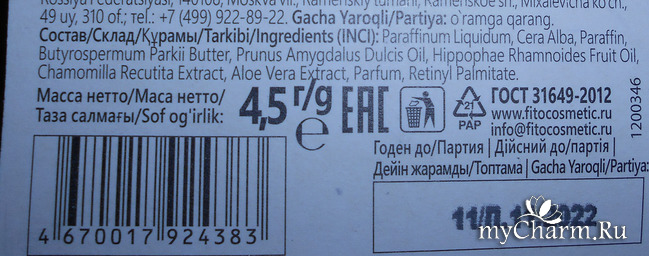 Rossiya Federatsiyasi, 140106, Moskva vil., Ramenskiy tumani, Ramenskoe sh., Mixalevicha ko'ch.,
49 uy, 310 of.; tel.: +7 (499) 922-89-22. Gacha Yaroqli/Partiya: o`ramga qarang.
Состав/Склад/Құрамы/Tarkibi/Ingredients (INCI): Paraffinum Liquidum, Cera Alba, Paraffin,
Butyrospermum Parkii Butter, Prunus Amygdalus Dulcis Oil, Hippophae Rhamnoides Fruit Oil,
Chamomilla Recutita Extract, Aloe Vera Extract, Parfum, Retinyl Palmitate.
Масса нетто/Маса нетто/
Таза салмағы/Sof og'irlik:
4,5 г/g
e
EAC
21
PAP
ГОСТ 31649-2012
www.fitocosmetic.ru
info@fitocosmetic.ru
1200346
Годен до/Партия | Дійсний до/партія |
Дейін жарамды/Топтама | Gacha Yaroqli/Partiya:
4 670017 924383
myCharm.Ru